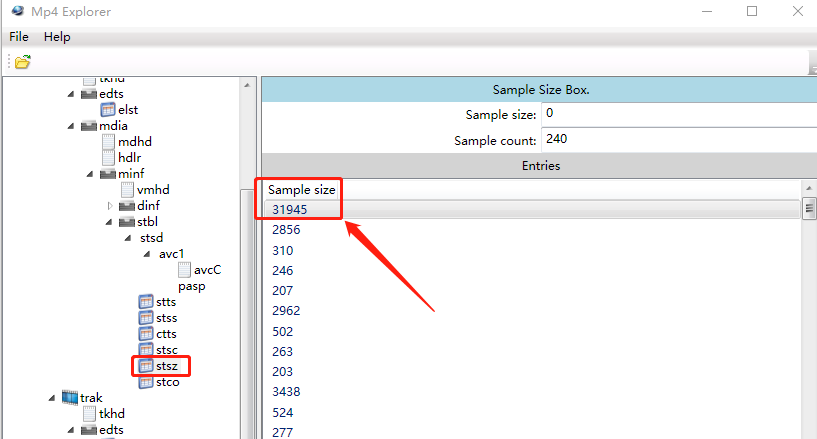 Mp4 Explorer
File Help
tkhd
edts
elst
mdia
mdhd
hdlr
minf
vmhd
dinf
stbl
stsd
avc1
avcC
pasp
stts
stss
ctts
stsc
stsz
stco
trak
tkhd
edts
Sample Size Box.
Sample size: 0
Sample count: 240
Entries
Sample size
31945
2856
310
246
207
2962
502
263
203
3438
524
277